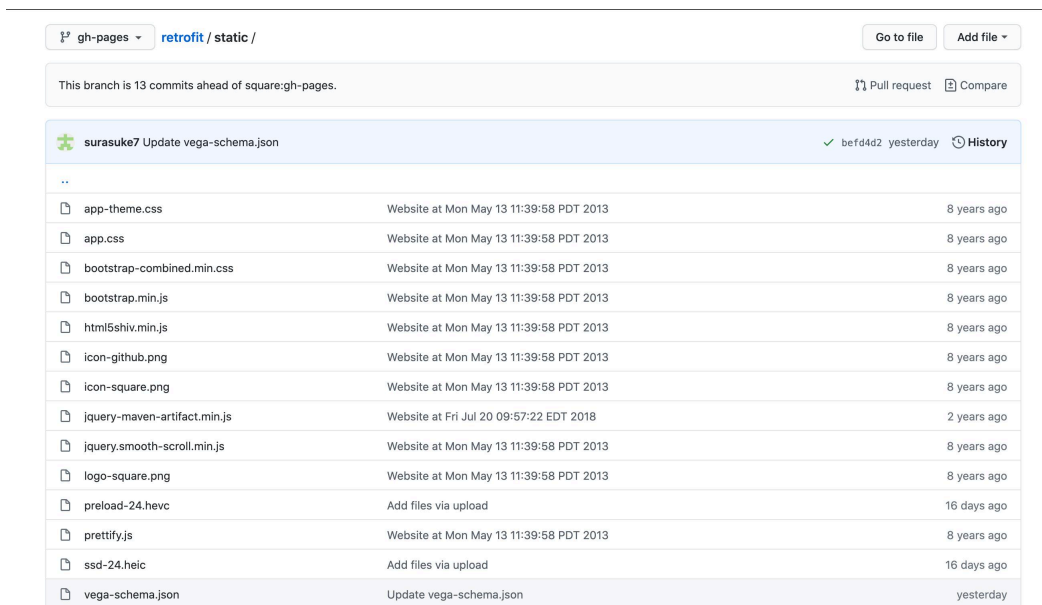 gh-pages retrofit / static / Go to file Add file
This branch is 13 commits ahead of square:gh-pages. Pull request Compare
surasuke7 Update vega-schema.json befd4d2 yesterday History
..
app-theme.css Website at Mon May 13 11:39:58 PDT 2013 8 years ago
app.css Website at Mon May 13 11:39:58 PDT 2013 8 years ago
bootstrap-combined.min.css Website at Mon May 13 11:39:58 PDT 2013 8 years ago
bootstrap.min.js Website at Mon May 13 11:39:58 PDT 2013 8 years ago
html5shiv.min.js Website at Mon May 13 11:39:58 PDT 2013 8 years ago
icon-github.png Website at Mon May 13 11:39:58 PDT 2013 8 years ago
icon-square.png Website at Mon May 13 11:39:58 PDT 2013 8 years ago
jquery-maven-artifact.min.js Website at Fri Jul 20 09:57:22 EDT 2018 2 years ago
jquery.smooth-scroll.min.js Website at Mon May 13 11:39:58 PDT 2013 8 years ago
logo-square.png Website at Mon May 13 11:39:58 PDT 2013 8 years ago
preload-24.hevc Add files via upload 16 days ago
prettify.js Website at Mon May 13 11:39:58 PDT 2013 8 years ago
ssd-24.heic Add files via upload 16 days ago
vega-schema.json Update vega-schema.json yesterday